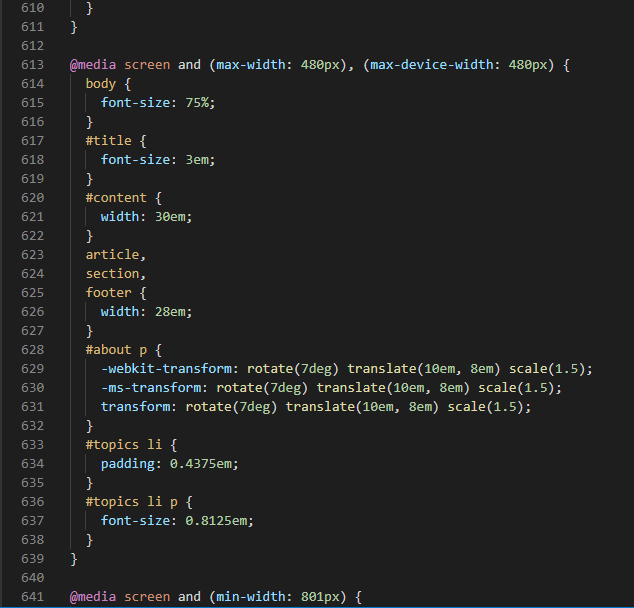 610 }
611 }
612
613 @media screen and (max-width: 480px), (max-device-width: 480px) {
614 body {
615 font-size: 75%;
616 }
617 #title {
618 font-size: 3em;
619 }
620 #content {
621 width: 30em;
622 }
623 article,
624 section,
625 footer {
626 width: 28em;
627 }
628 #about p {
629 -webkit-transform: rotate(7deg) translate(10em, 8em) scale(1.5);
630 -ms-transform: rotate(7deg) translate(10em, 8em) scale(1.5);
631 transform: rotate(7deg) translate(10em, 8em) scale(1.5);
632 }
633 #topics li {
634 padding: 0.4375em;
635 }
636 #topics li p {
637 font-size: 0.8125em;
638 }
639 }
640
641 @media screen and (min-width: 801px) {